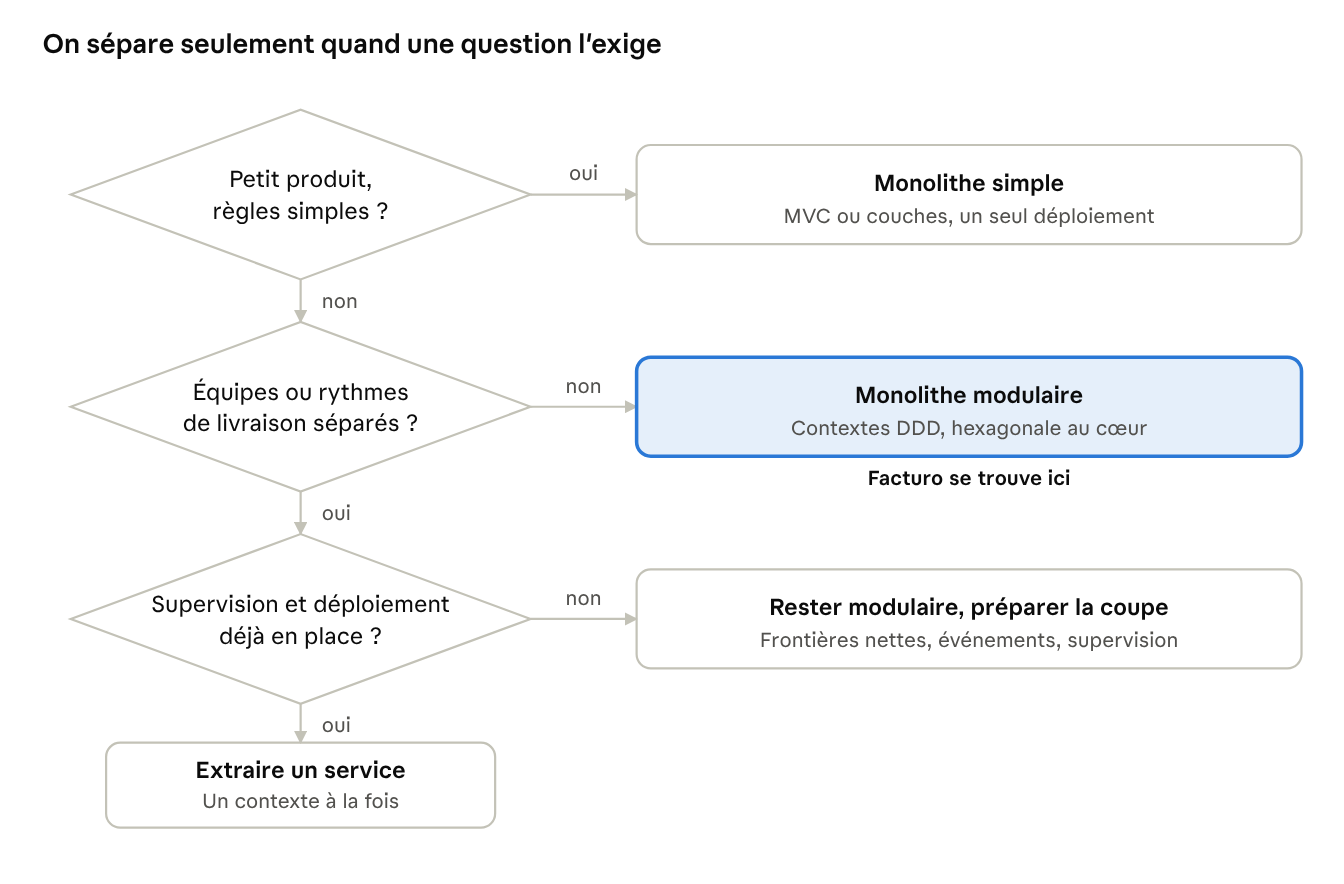 On sépare seulement quand une question l’exige
Petit produit,
règles simples ?
oui
Monolithe simple
MVC ou couches, un seul déploiement
non
Équipes ou rythmes
de livraison séparés ?
non
Monolithe modulaire
Contextes DDD, hexagonale au cœur
Facturo se trouve ici
oui
Supervision et déploiement
déjà en place ?
non
Rester modulaire, préparer la coupe
Frontières nettes, événements, supervision
oui
Extraire un service
Un contexte à la fois